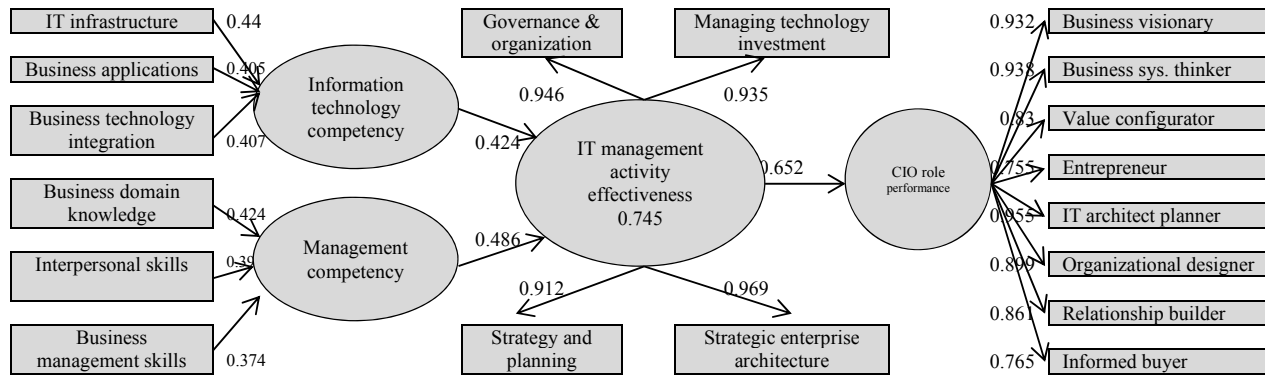 IT infrastructure
Business applications
Business technology
integration
Business domain
knowledge
Interpersonal skills
Business
management skills
0.44
0.405
0.407
0.424
0.374
Information
technology
competency
Management
competency
0.424
0.486
Governance &
organization
Managing technology
investment
0.946
0.935
IT management
activity
effectiveness
0.745
0.912
0.969
Strategy and
planning
Strategic enterprise
architecture
0.652
CIO role
performance
0.932
0.938
0.83
0.755
0.955
0.899
0.861
0.765
Business visionary
Business sys. thinker
Value configurator
Entrepreneur
IT architect planner
Organizational designer
Relationship builder
Informed buyer